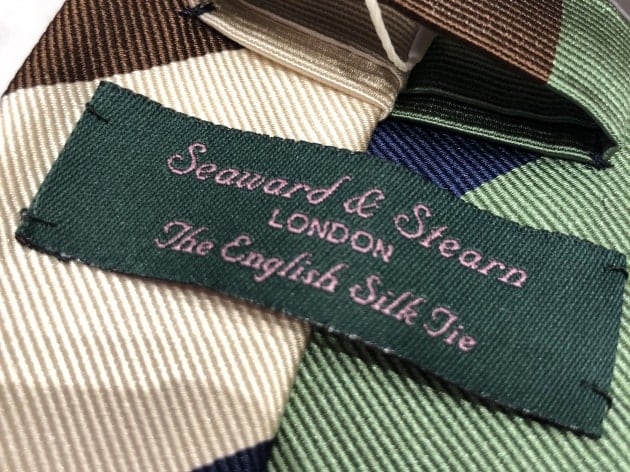 Seaward & Stearn
LONDON
The English Silk Tie